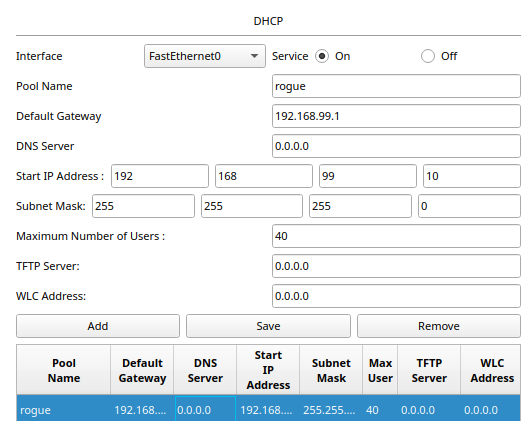 DHCP
Interface FastEthernet0 Service On Off
Pool Name rogue
Default Gateway 192.168.99.1
DNS Server 0.0.0.0
Start IP Address : 192 168 99 10
Subnet Mask: 255 255 255 0
Maximum Number of Users : 40
TFTP Server: 0.0.0.0
WLC Address: 0.0.0.0
Add Save Remove
Pool Name Default Gateway DNS Server Start IP Address Subnet Mask Max User TFTP Server WLC Address
rogue 192.168.... 0.0.0.0 192.168.... 255.255.... 40 0.0.0.0 0.0.0.0